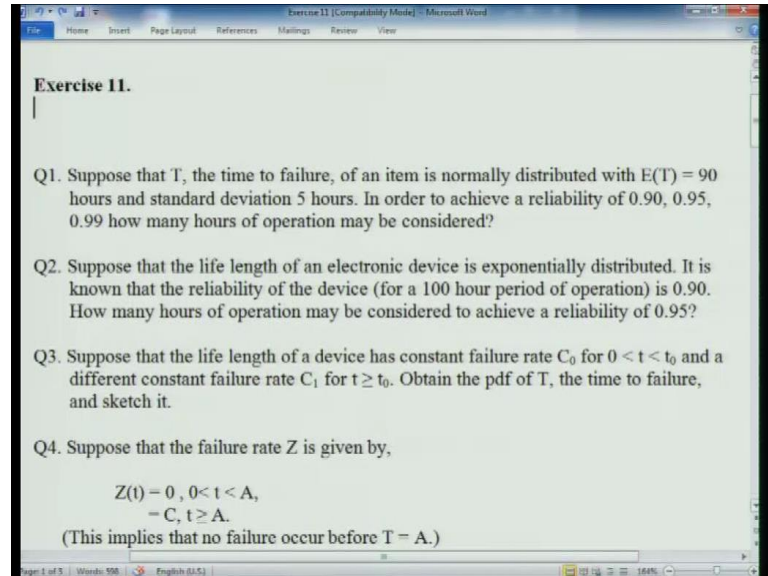 Exercise 11 [Compatibility Mode] - Microsoft Word
File Home Insert Page Layout References Mailings Review View
Exercise 11.
Q1. Suppose that T, the time to failure, of an item is normally distributed with E(T) = 90
hours and standard deviation 5 hours. In order to achieve a reliability of 0.90, 0.95,
0.99 how many hours of operation may be considered?
Q2. Suppose that the life length of an electronic device is exponentially distributed. It is
known that the reliability of the device (for a 100 hour period of operation) is 0.90.
How many hours of operation may be considered to achieve a reliability of 0.95?
Q3. Suppose that the life length of a device has constant failure rate C₀ for 0 < t < t₀ and a
different constant failure rate C₁ for t ≥ t₀. Obtain the pdf of T, the time to failure,
and sketch it.
Q4. Suppose that the failure rate Z is given by,
Z(t) = 0 , 0< t < A,
= C, t ≥ A.
(This implies that no failure occur before T = A.)
Page: 1 of 3 Words: 598 English (U.S.) 164%